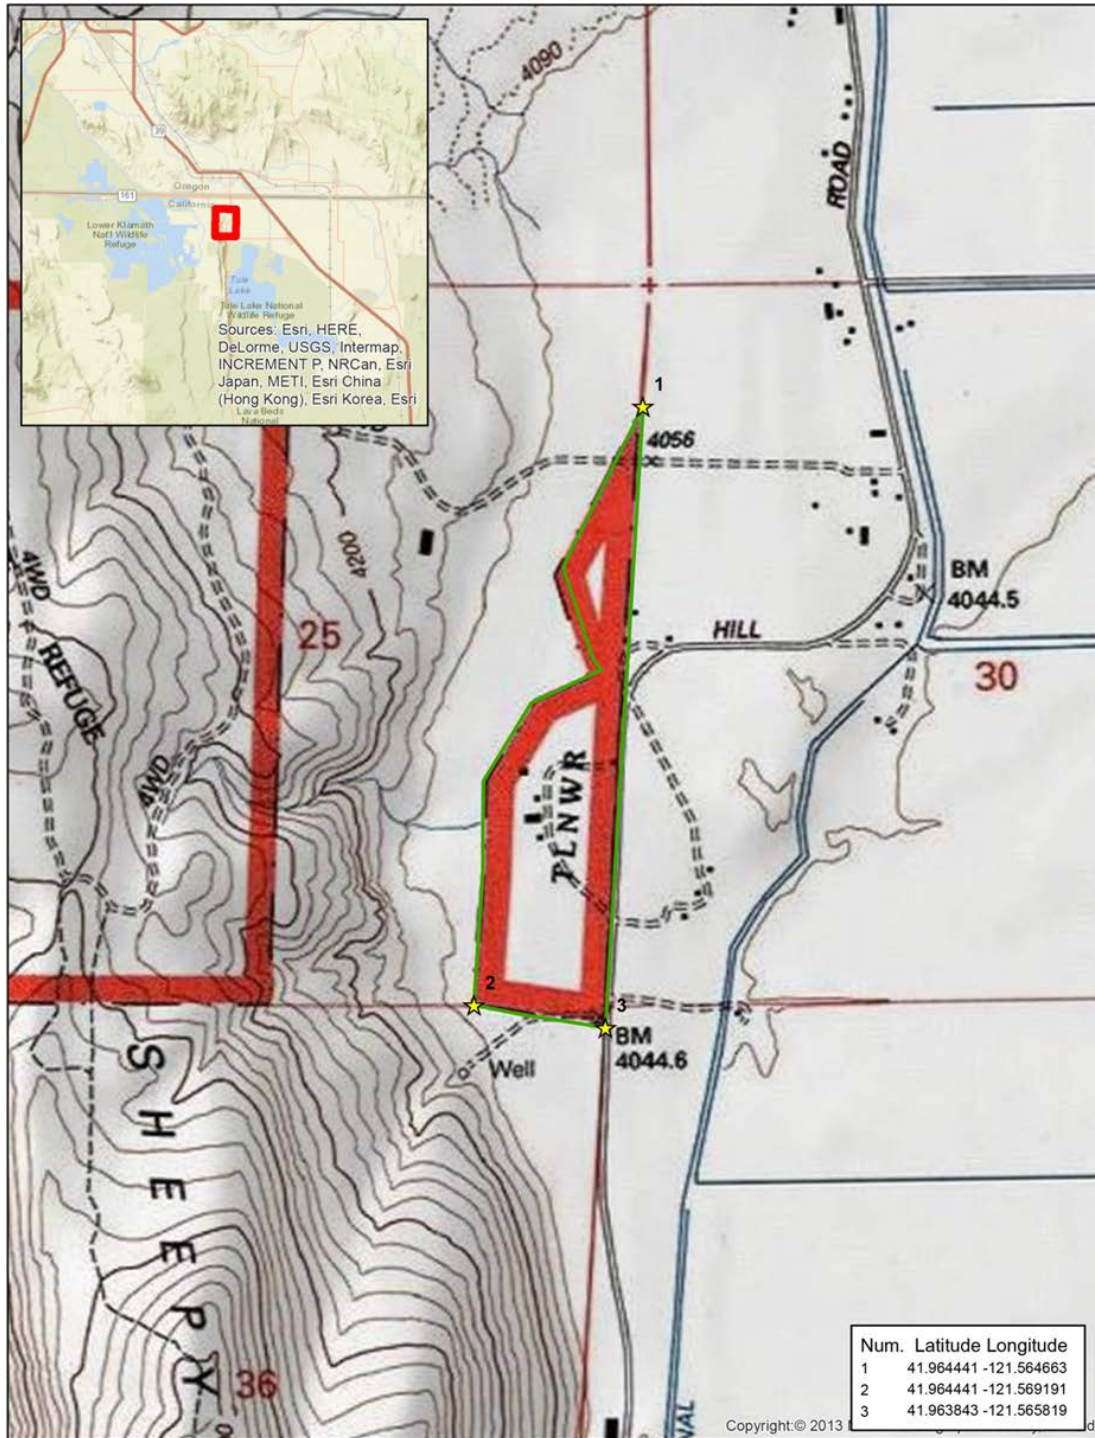 39
Oregon
161
California
Lower Klamath
Nat'l Wildlife
Refuge
Tule
Lake
Tule Lake National
Wildlife Refuge
Sources: Esri, HERE,
DeLorme, USGS, Intermap,
INCREMENT P, NRCan, Esri
Japan, METI, Esri China
(Hong Kong), Esri Korea, Esri
Lava Beds
National
4090
ROAD
1
4056
4200
4WD
25
BM
4044.5
HILL
30
REFUGE
4WD
TLNWR
2
3
BM
4044.6
Well
SHEEPY
36
Num. Latitude Longitude
1 41.964441 -121.564663
2 41.964441 -121.569191
3 41.963843 -121.565819
Copyright:© 2013